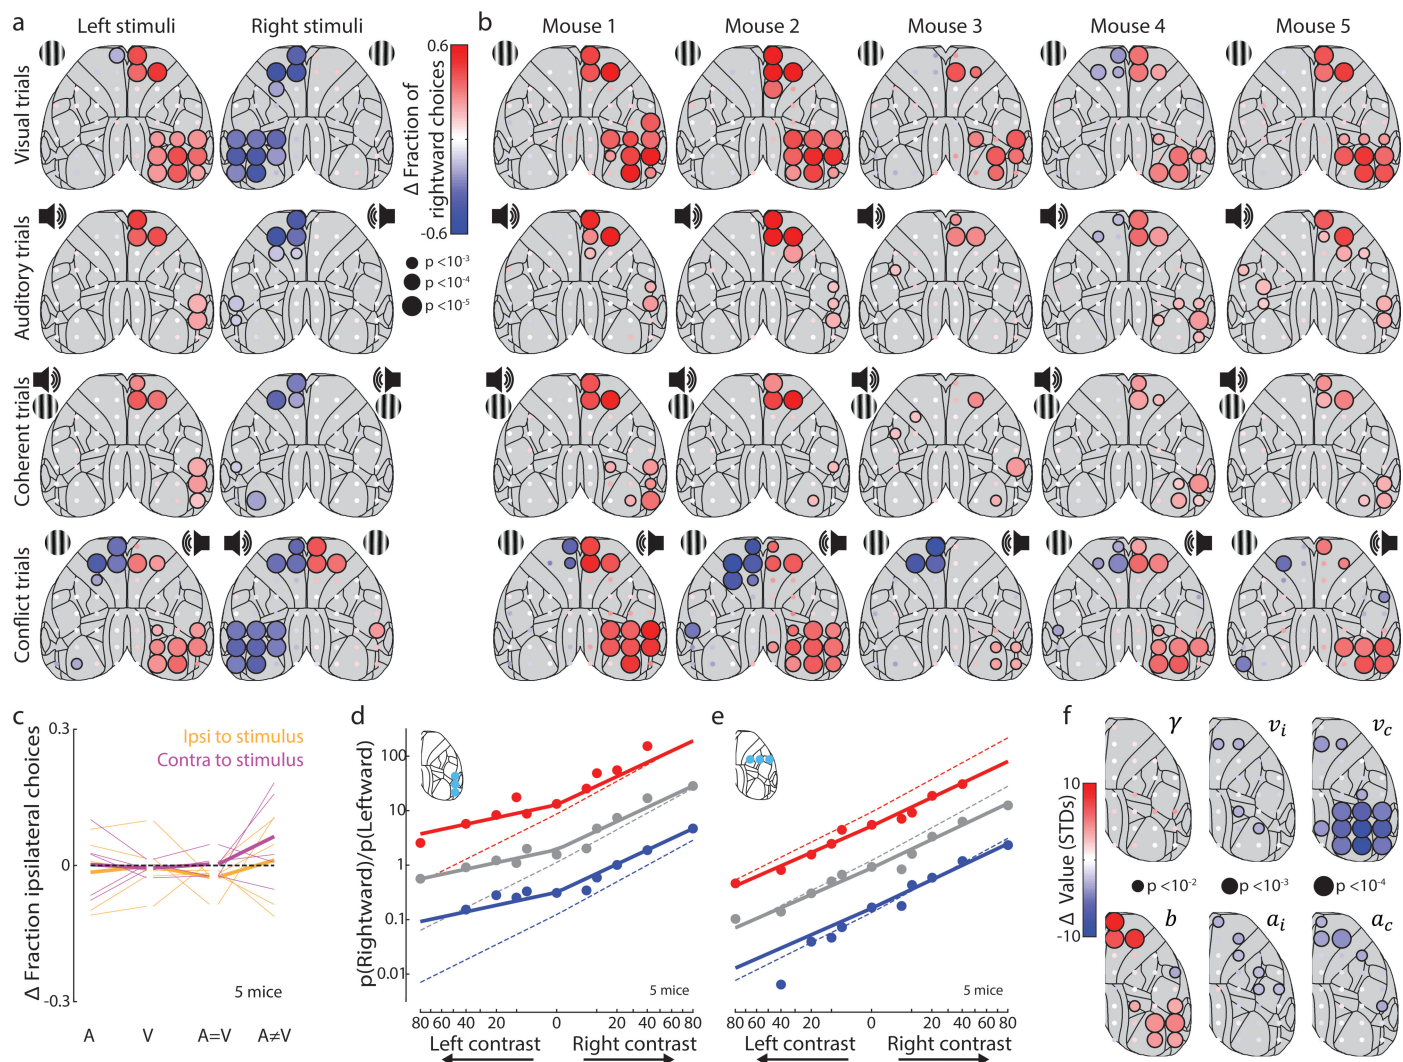 a Left stimuli Right stimuli
Visual trials
Auditory trials
Coherent trials
Conflict trials
0.6
Δ Fraction of
rightward choices
-0.6
p <10-3
p <10-4
p <10-5
b Mouse 1 Mouse 2 Mouse 3 Mouse 4 Mouse 5
c
Δ Fraction ipsilateral choices
0.3
0
-0.3
Ipsi to stimulus
Contra to stimulus
5 mice
A V A=V A≠V
d
p(Rightward)/p(Leftward)
100
10
1
0.1
0.01
5 mice
80 60 40 20 0 20 40 60 80
Left contrast Right contrast
e
5 mice
80 60 40 20 0 20 40 60 80
Left contrast Right contrast
f
γ vi vc
10
Δ Value (STDs)
-10
p <10-2 p <10-3 p <10-4
b ai ac